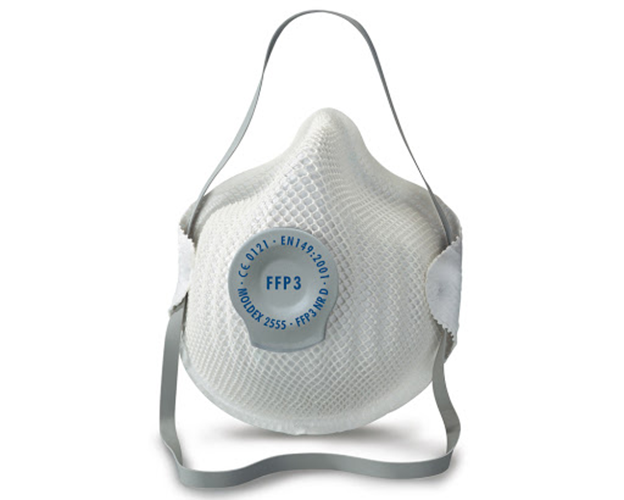 CE 0121 · EN149:2001 ·
FFP3
MOLDEX 2555 · FFP3 NR D ·